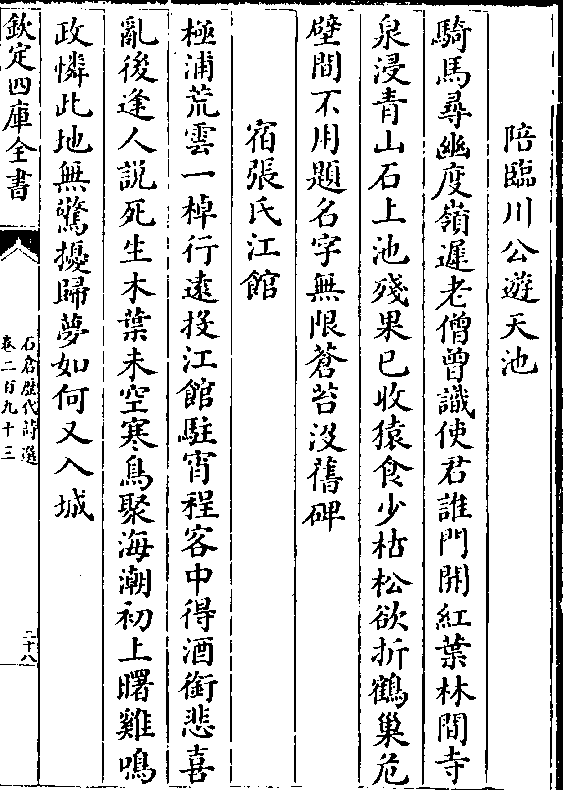 陪臨川公遊天池
騎馬尋幽度嶺遲老僧曾識使君誰門開紅葉林間寺
泉浸青山石上池殘果已收猿食少枯松欲折鶴巢危
壁間不用題名字無限蒼苔沒舊碑
宿張氏江館
極浦荒雲一棹行遠投江館駐宵程客中得酒銜悲喜
亂後逢人説死生木葉未空寒鳥聚海潮初上曙雞鳴
政憐此地無驚擾歸夢如何又入城
欽定四庫全書
石倉歷代詩選
卷二百九十三
二十八